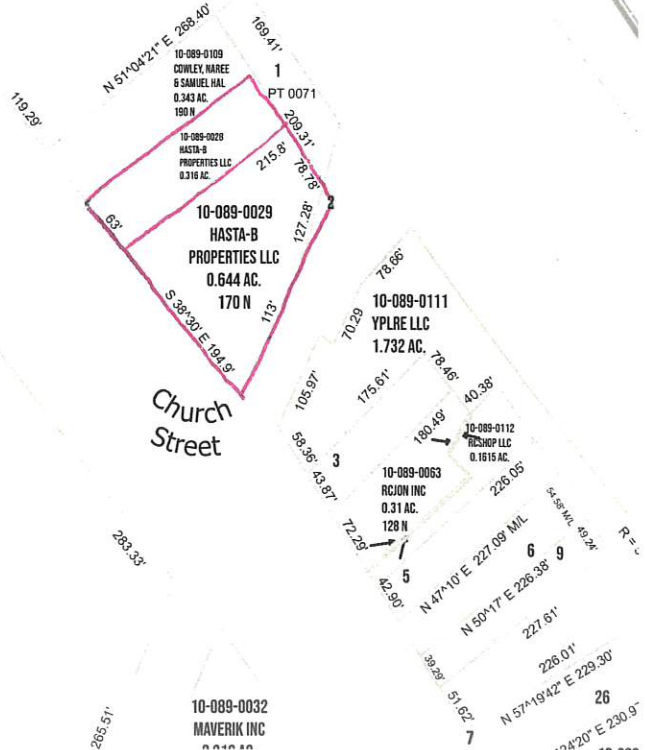 N 51^04'21" E 268.40'
169.41'
10-089-0109
COWLEY, NAREE
& SAMUEL HAL
0.343 AC.
190 N
1
PT 0071
119.29'
209.31'
10-089-0028
HASTA-B
PROPERTIES LLC
0.316 AC.
215.8'
78.78'
63'
10-089-0029
HASTA-B
PROPERTIES LLC
0.644 AC.
170 N
127.28'
2
113'
S 38^30' E 194.9'
Church
Street
78.66'
10-089-0111
YPLRE LLC
1.732 AC.
70.29
78.46'
105.97'
175.61'
40.38'
180.49'
10-089-0112
RCSHOP LLC
0.1615 AC.
58.36'
3
43.87'
10-089-0063
RCJON INC
0.31 AC.
128 N
226.05'
72.29'
54.58' M/L
49.24'
R =
283.33'
5
42.90'
N 47^10' E 227.09' M/L
6
9
N 50^17' E 226.38'
227.61'
39.29'
226.01'
51.62'
N 57^19'42" E 229.30'
26
7
24'20" E 230.9
265.51'
10-089-0032
MAVERIK INC